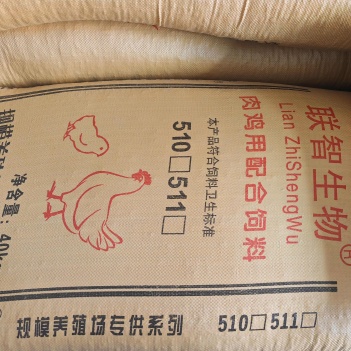 联智生物®
Lian ZhiShengWu
肉鸡用配合饲料
本产品符合饲料卫生标准
510□ 511□
净含量：40kg
规模养殖场专供系列 510□ 511□